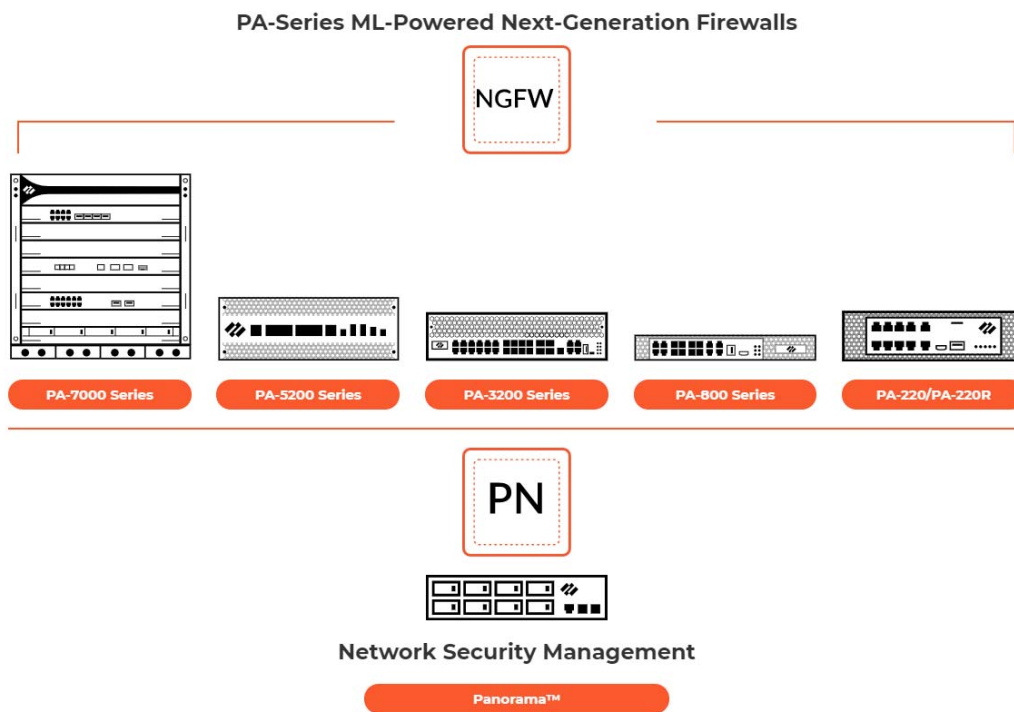 PA-Series ML-Powered Next-Generation Firewalls
NGFW
PA-7000 Series
PA-5200 Series
PA-3200 Series
PA-800 Series
PA-220/PA-220R
PN
Network Security Management
Panorama™